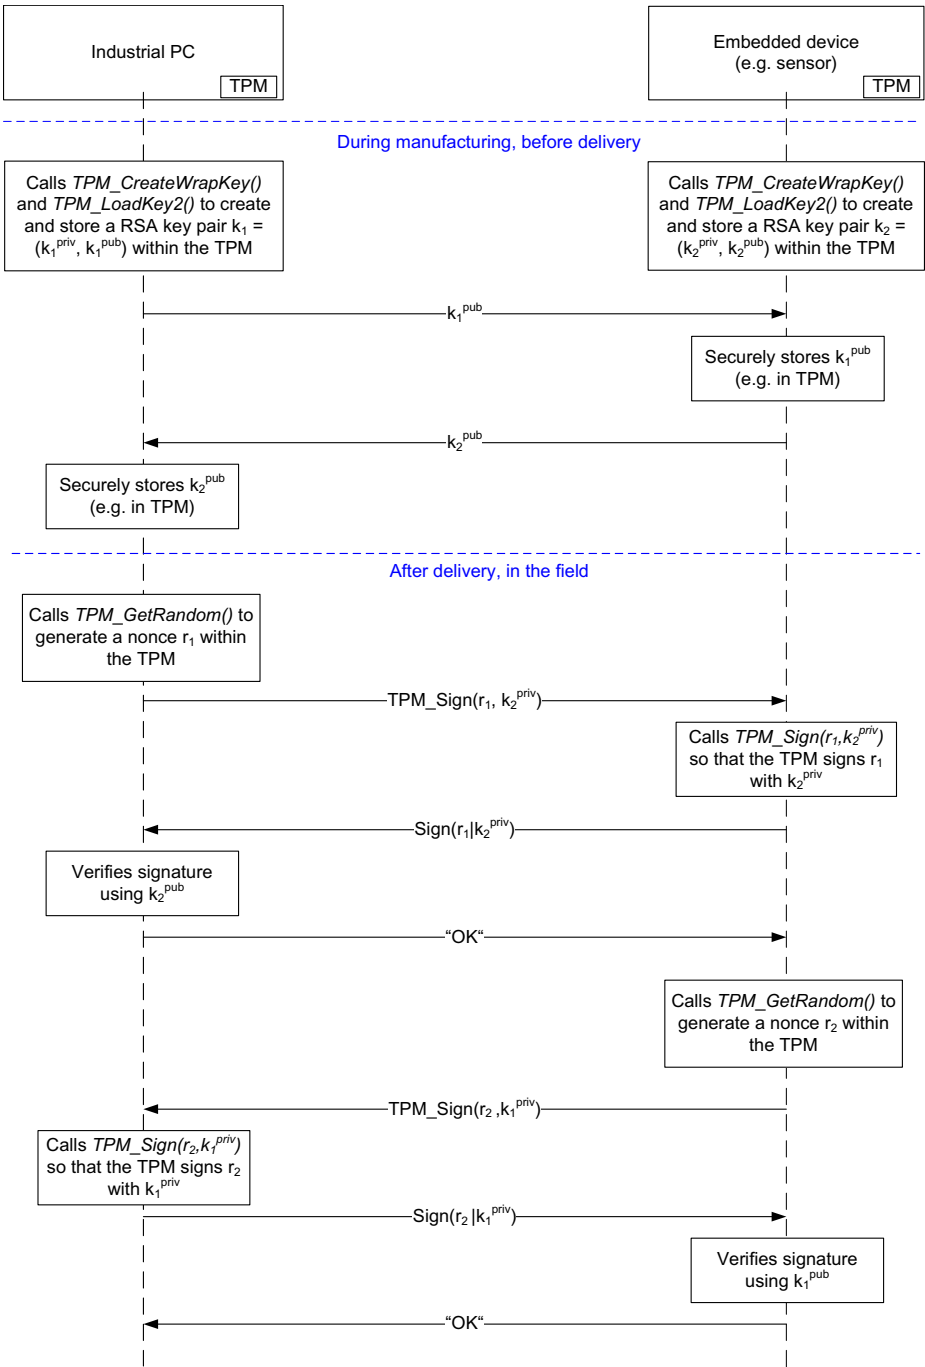 Industrial PC
TPM
Embedded device
(e.g. sensor)
TPM
During manufacturing, before delivery
Calls TPM_CreateWrapKey()
and TPM_LoadKey2() to create
and store a RSA key pair k₁ =
(k₁ᵖʳⁱᵛ, k₁ᵖᵘᵇ) within the TPM
Calls TPM_CreateWrapKey()
and TPM_LoadKey2() to create
and store a RSA key pair k₂ =
(k₂ᵖʳⁱᵛ, k₂ᵖᵘᵇ) within the TPM
k₁ᵖᵘᵇ
Securely stores k₁ᵖᵘᵇ
(e.g. in TPM)
k₂ᵖᵘᵇ
Securely stores k₂ᵖᵘᵇ
(e.g. in TPM)
After delivery, in the field
Calls TPM_GetRandom() to
generate a nonce r₁ within
the TPM
TPM_Sign(r₁, k₂ᵖʳⁱᵛ)
Calls TPM_Sign(r₁,k₂ᵖʳⁱᵛ)
so that the TPM signs r₁
with k₂ᵖʳⁱᵛ
Sign(r₁|k₂ᵖʳⁱᵛ)
Verifies signature
using k₂ᵖᵘᵇ
“OK“
Calls TPM_GetRandom() to
generate a nonce r₂ within
the TPM
TPM_Sign(r₂ ,k₁ᵖʳⁱᵛ)
Calls TPM_Sign(r₂,k₁ᵖʳⁱᵛ)
so that the TPM signs r₂
with k₁ᵖʳⁱᵛ
Sign(r₂|k₁ᵖʳⁱᵛ)
Verifies signature
using k₁ᵖᵘᵇ
“OK“